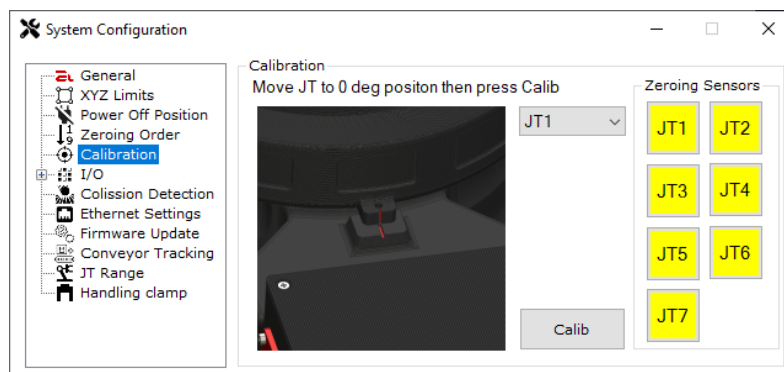 System Configuration
General
XYZ Limits
Power Off Position
Zeroing Order
Calibration
I/O
Colission Detection
Ethernet Settings
Firmware Update
Conveyor Tracking
JT Range
Handling clamp
Calibration
Move JT to 0 deg positon then press Calib
JT1
Calib
Zeroing Sensors
JT1 JT2
JT3 JT4
JT5 JT6
JT7